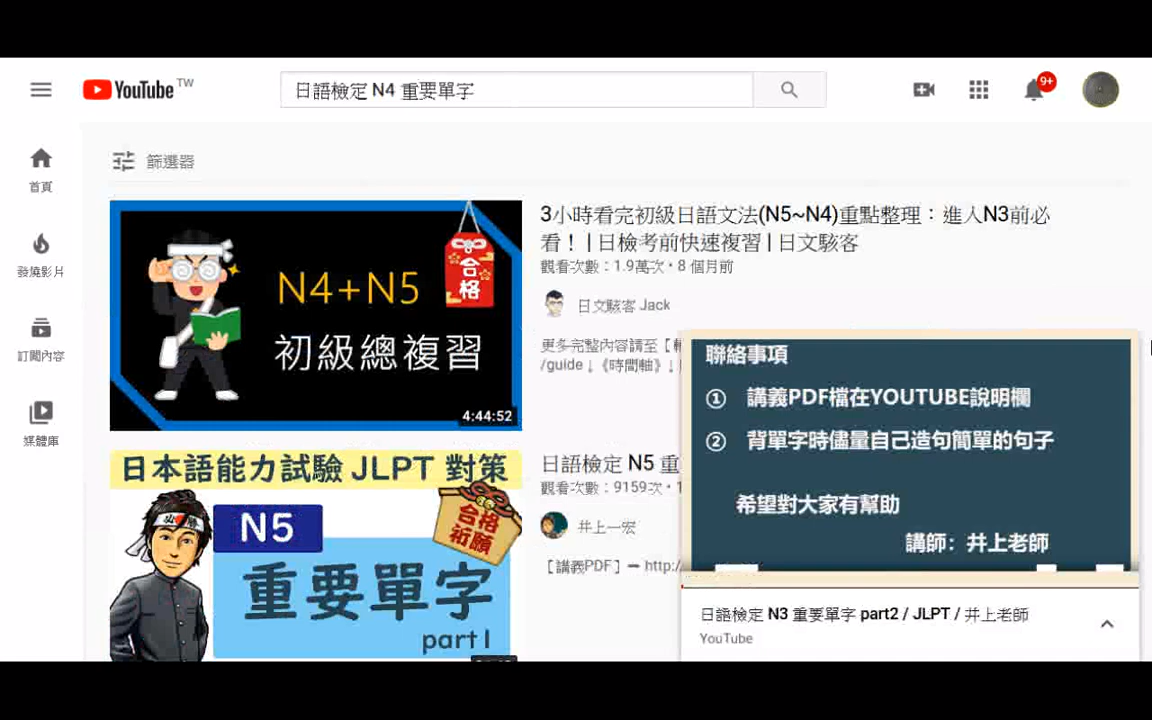 YouTube TW
日語檢定 N4 重要單字
9+
首頁
發燒影片
訂閱內容
媒體庫
篩選器
N4+N5
初級總複習
合格
4:44:52
3小時看完初級日語文法(N5~N4)重點整理：進入N3前必
看！ | 日檢考前快速複習 | 日文駭客
觀看次數：1.9萬次・8 個月前
日文駭客 Jack
更多完整內容請至【
/guide↓《時間軸》↓
日本語能力試驗 JLPT 對策
N5
合格
祈願
重要單字
part1
日語檢定 N5 重
觀看次數：9159次・
井上一宏
［講義PDF］➡ http:/
聯絡事項
① 講義PDF檔在YOUTUBE說明欄
② 背單字時儘量自己造句簡單的句子
希望對大家有幫助
講師：井上老師
日語檢定 N3 重要單字 part2 / JLPT / 井上老師
YouTube